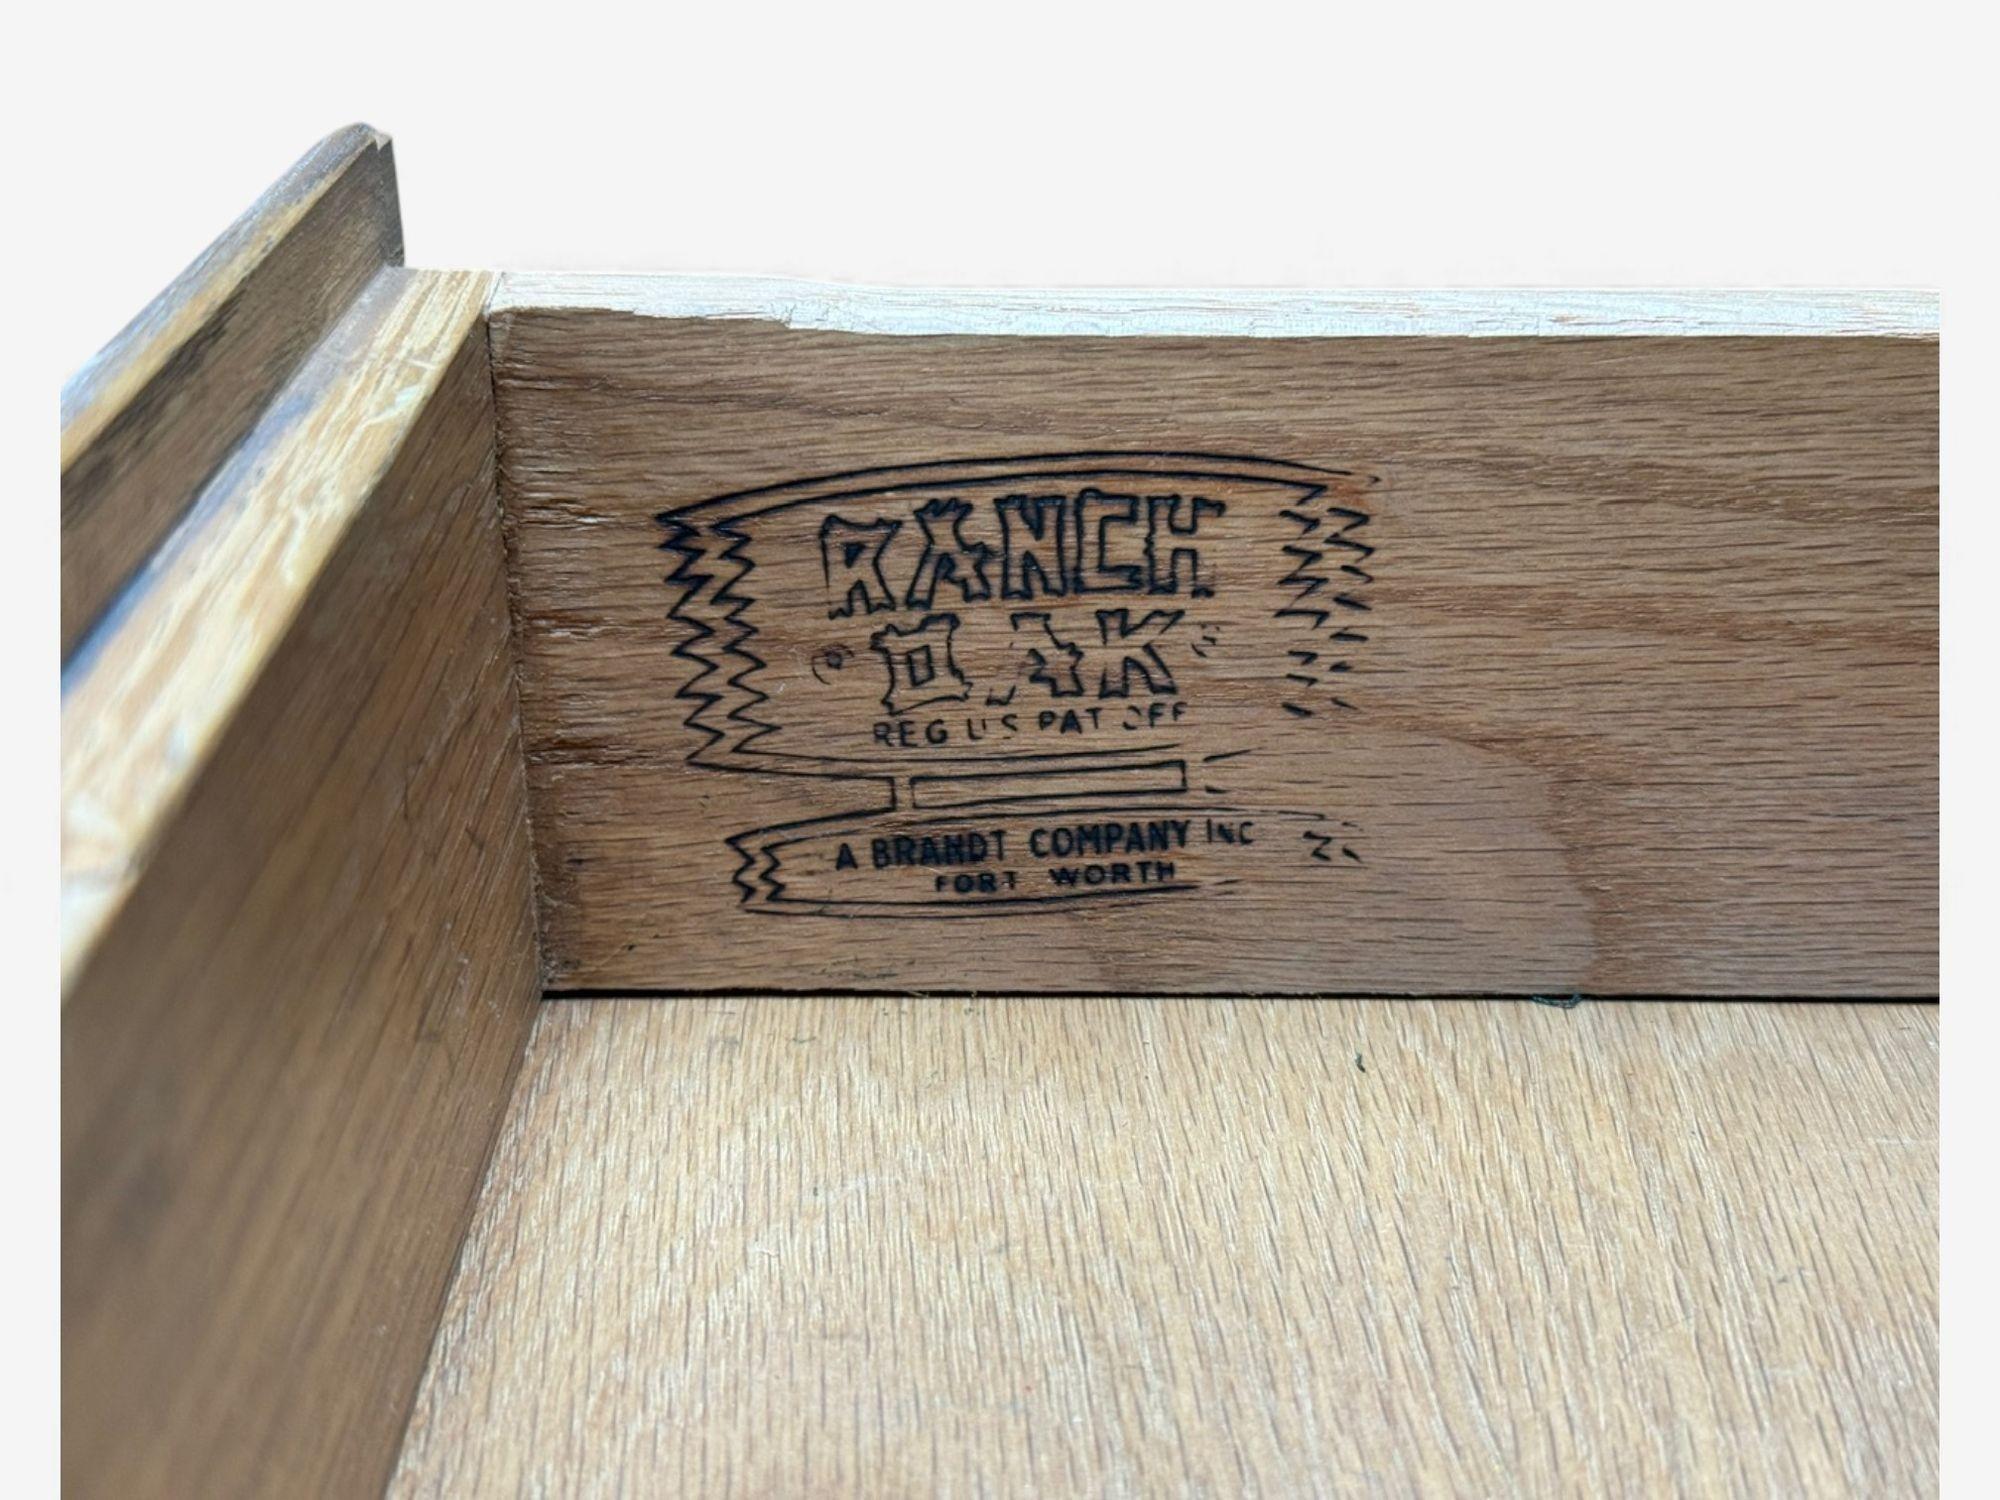 RANCH
"OAK"
REG US PAT OFF
A BRANDT COMPANY INC
FORT WORTH